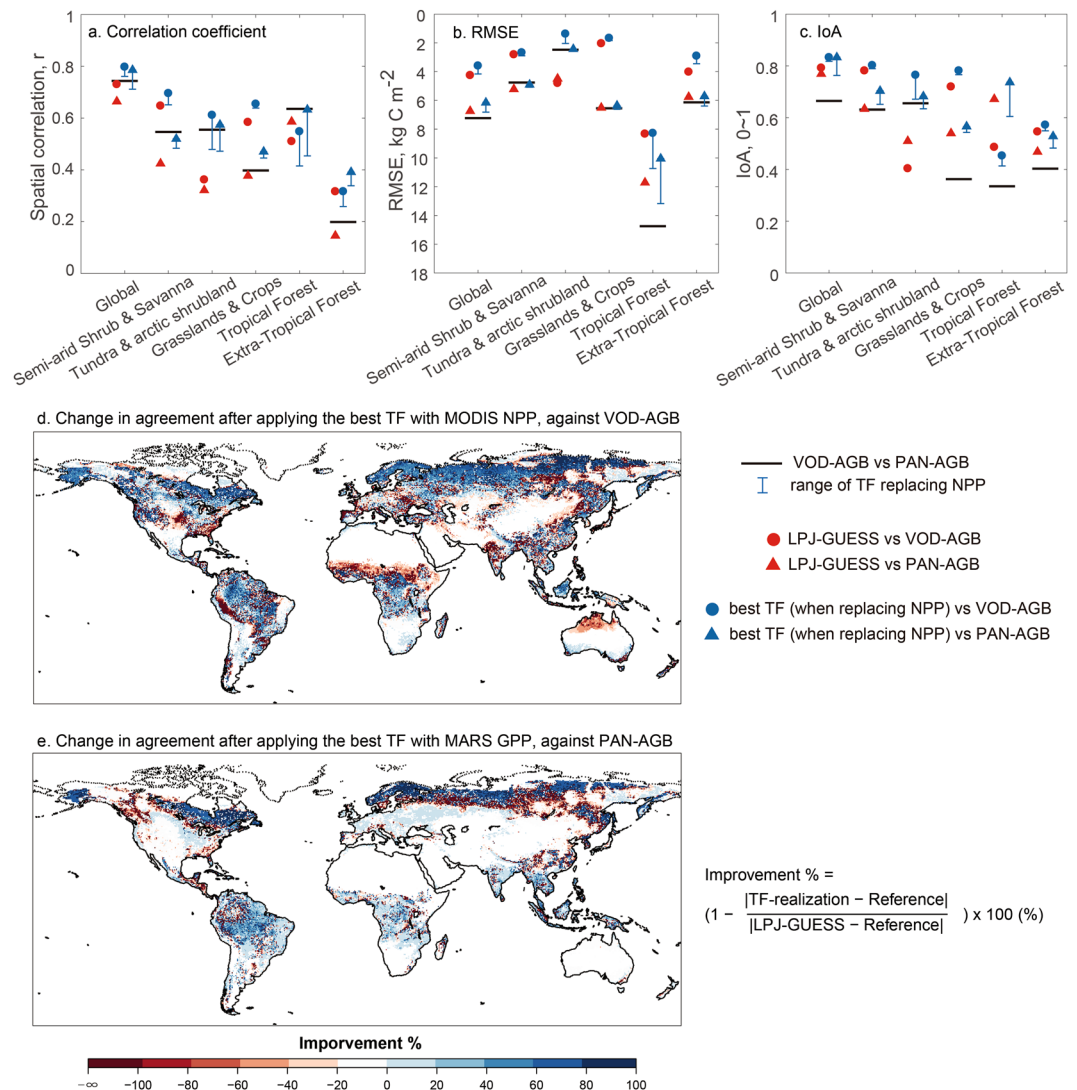 a. Correlation coefficient
Spatial correlation, r
1
0.8
0.6
0.4
0.2
0
Global
Semi-arid Shrub & Savanna
Tundra & arctic shrubland
Grasslands & Crops
Tropical Forest
Extra-Tropical Forest
b. RMSE
RMSE, kg C m-2
0
2
4
6
8
10
12
14
16
18
Global
Semi-arid Shrub & Savanna
Tundra & arctic shrubland
Grasslands & Crops
Tropical Forest
Extra-Tropical Forest
c. IoA
IoA, 0~1
1
0.8
0.6
0.4
0.2
0
Global
Semi-arid Shrub & Savanna
Tundra & arctic shrubland
Grasslands & Crops
Tropical Forest
Extra-Tropical Forest
d. Change in agreement after applying the best TF with MODIS NPP, against VOD-AGB
VOD-AGB vs PAN-AGB
range of TF replacing NPP
LPJ-GUESS vs VOD-AGB
LPJ-GUESS vs PAN-AGB
best TF (when replacing NPP) vs VOD-AGB
best TF (when replacing NPP) vs PAN-AGB
e. Change in agreement after applying the best TF with MARS GPP, against PAN-AGB
Improvement % =
(1 − |TF-realization − Reference|
|LPJ-GUESS − Reference| ) x 100 (%)
Imporvement %
−∞ −100 −60 −40 −20 0 20 40 60 80 100